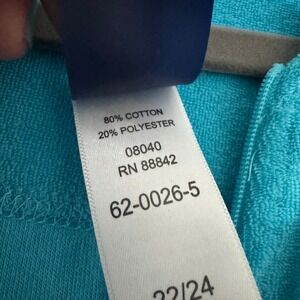 80% COTTON
20% POLYESTER
08040
RN 88842
62-0026-5
22/24